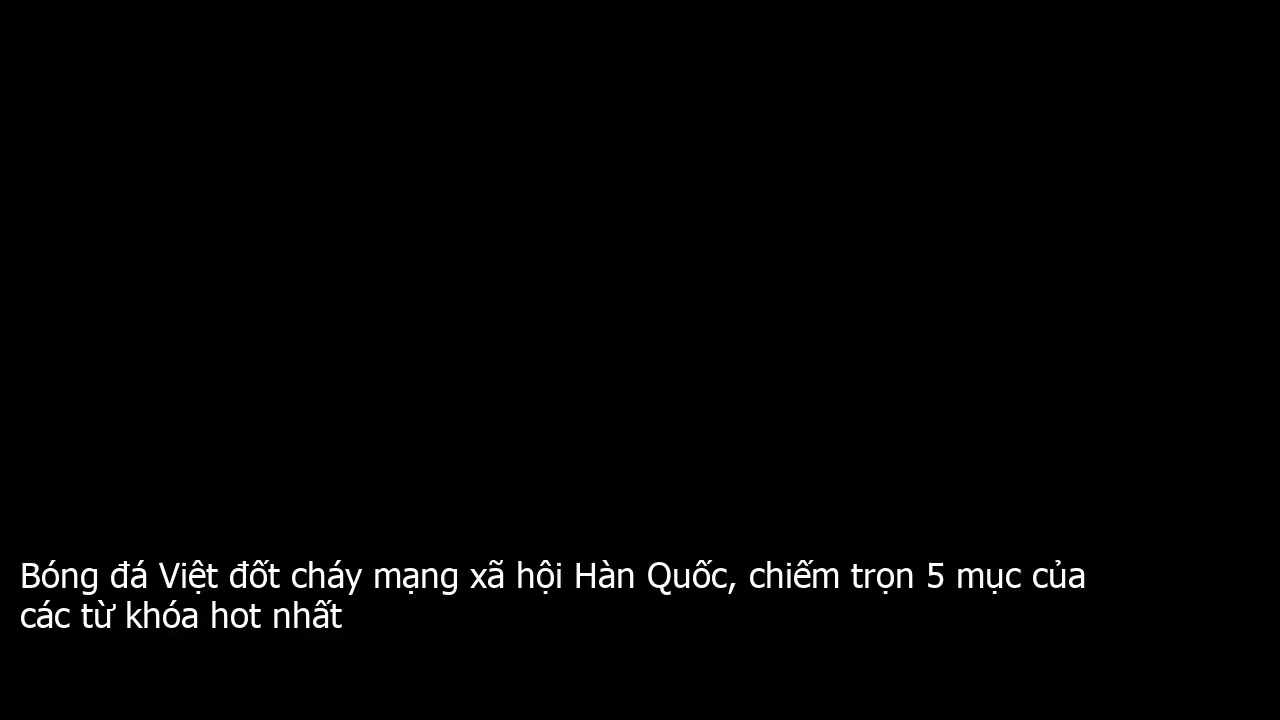 Bóng đá Việt đốt cháy mạng xã hội Hàn Quốc, chiếm trọn 5 mục của
các từ khóa hot nhất